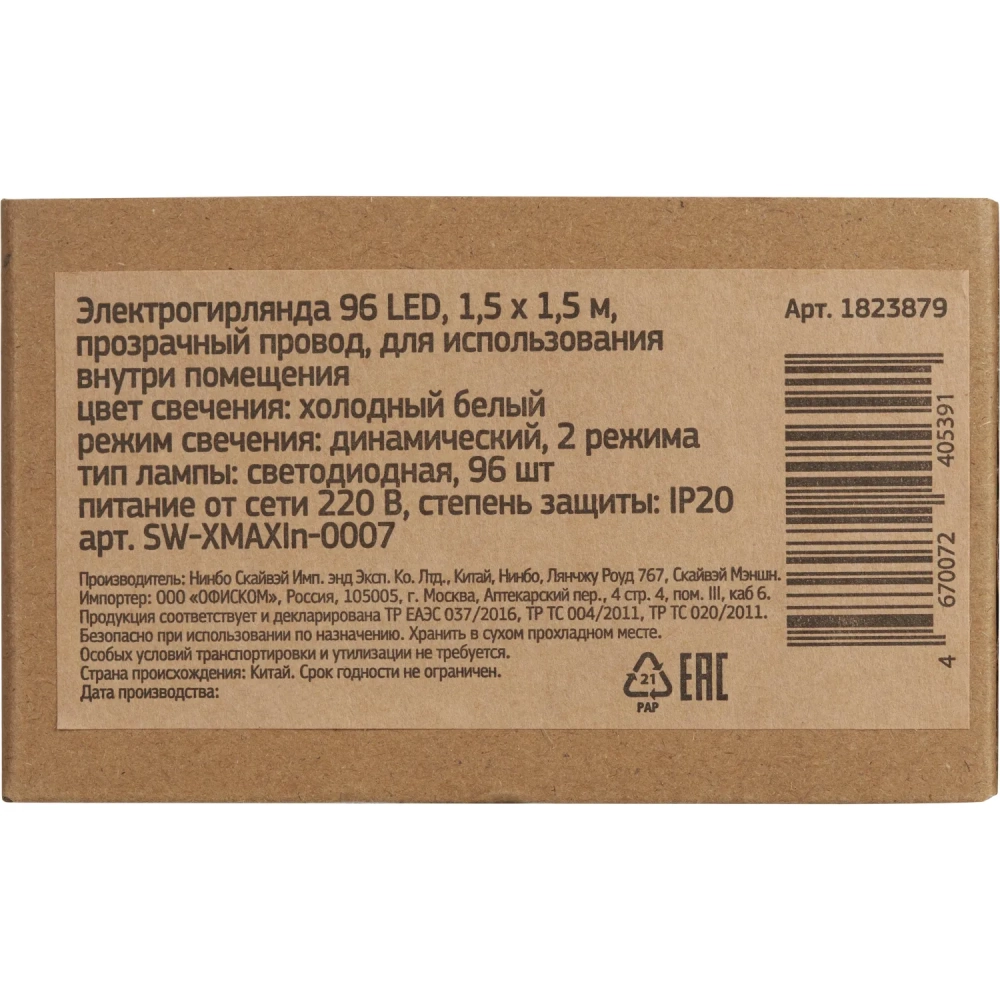 Электрогирлянда 96 LED, 1,5 x 1,5 м,
прозрачный провод, для использования
внутри помещения
цвет свечения: холодный белый
режим свечения: динамический, 2 режима
тип лампы: светодиодная, 96 шт
питание от сети 220 В, степень защиты: IP20
арт. SW-XMAXIn-0007
Производитель: Нинбо Скайвэй Имп. энд Эксп. Ко. Лтд., Китай, Нинбо, Лянчжу Роуд 767, Скайвэй Мэншн.
Импортер: ООО «ОФИСКОМ», Россия, 105005, г. Москва, Аптекарский пер., 4 стр. 4, пом. III, каб 6.
Продукция соответствует и декларирована ТР ЕАЭС 037/2016, ТР ТС 004/2011, ТР ТС 020/2011.
Безопасно при использовании по назначению. Хранить в сухом прохладном месте.
Особых условий транспортировки и утилизации не требуется.
Страна происхождения: Китай. Срок годности не ограничен.
Дата производства:
Арт. 1823879
4 670072 405391
21
PAP
EAC